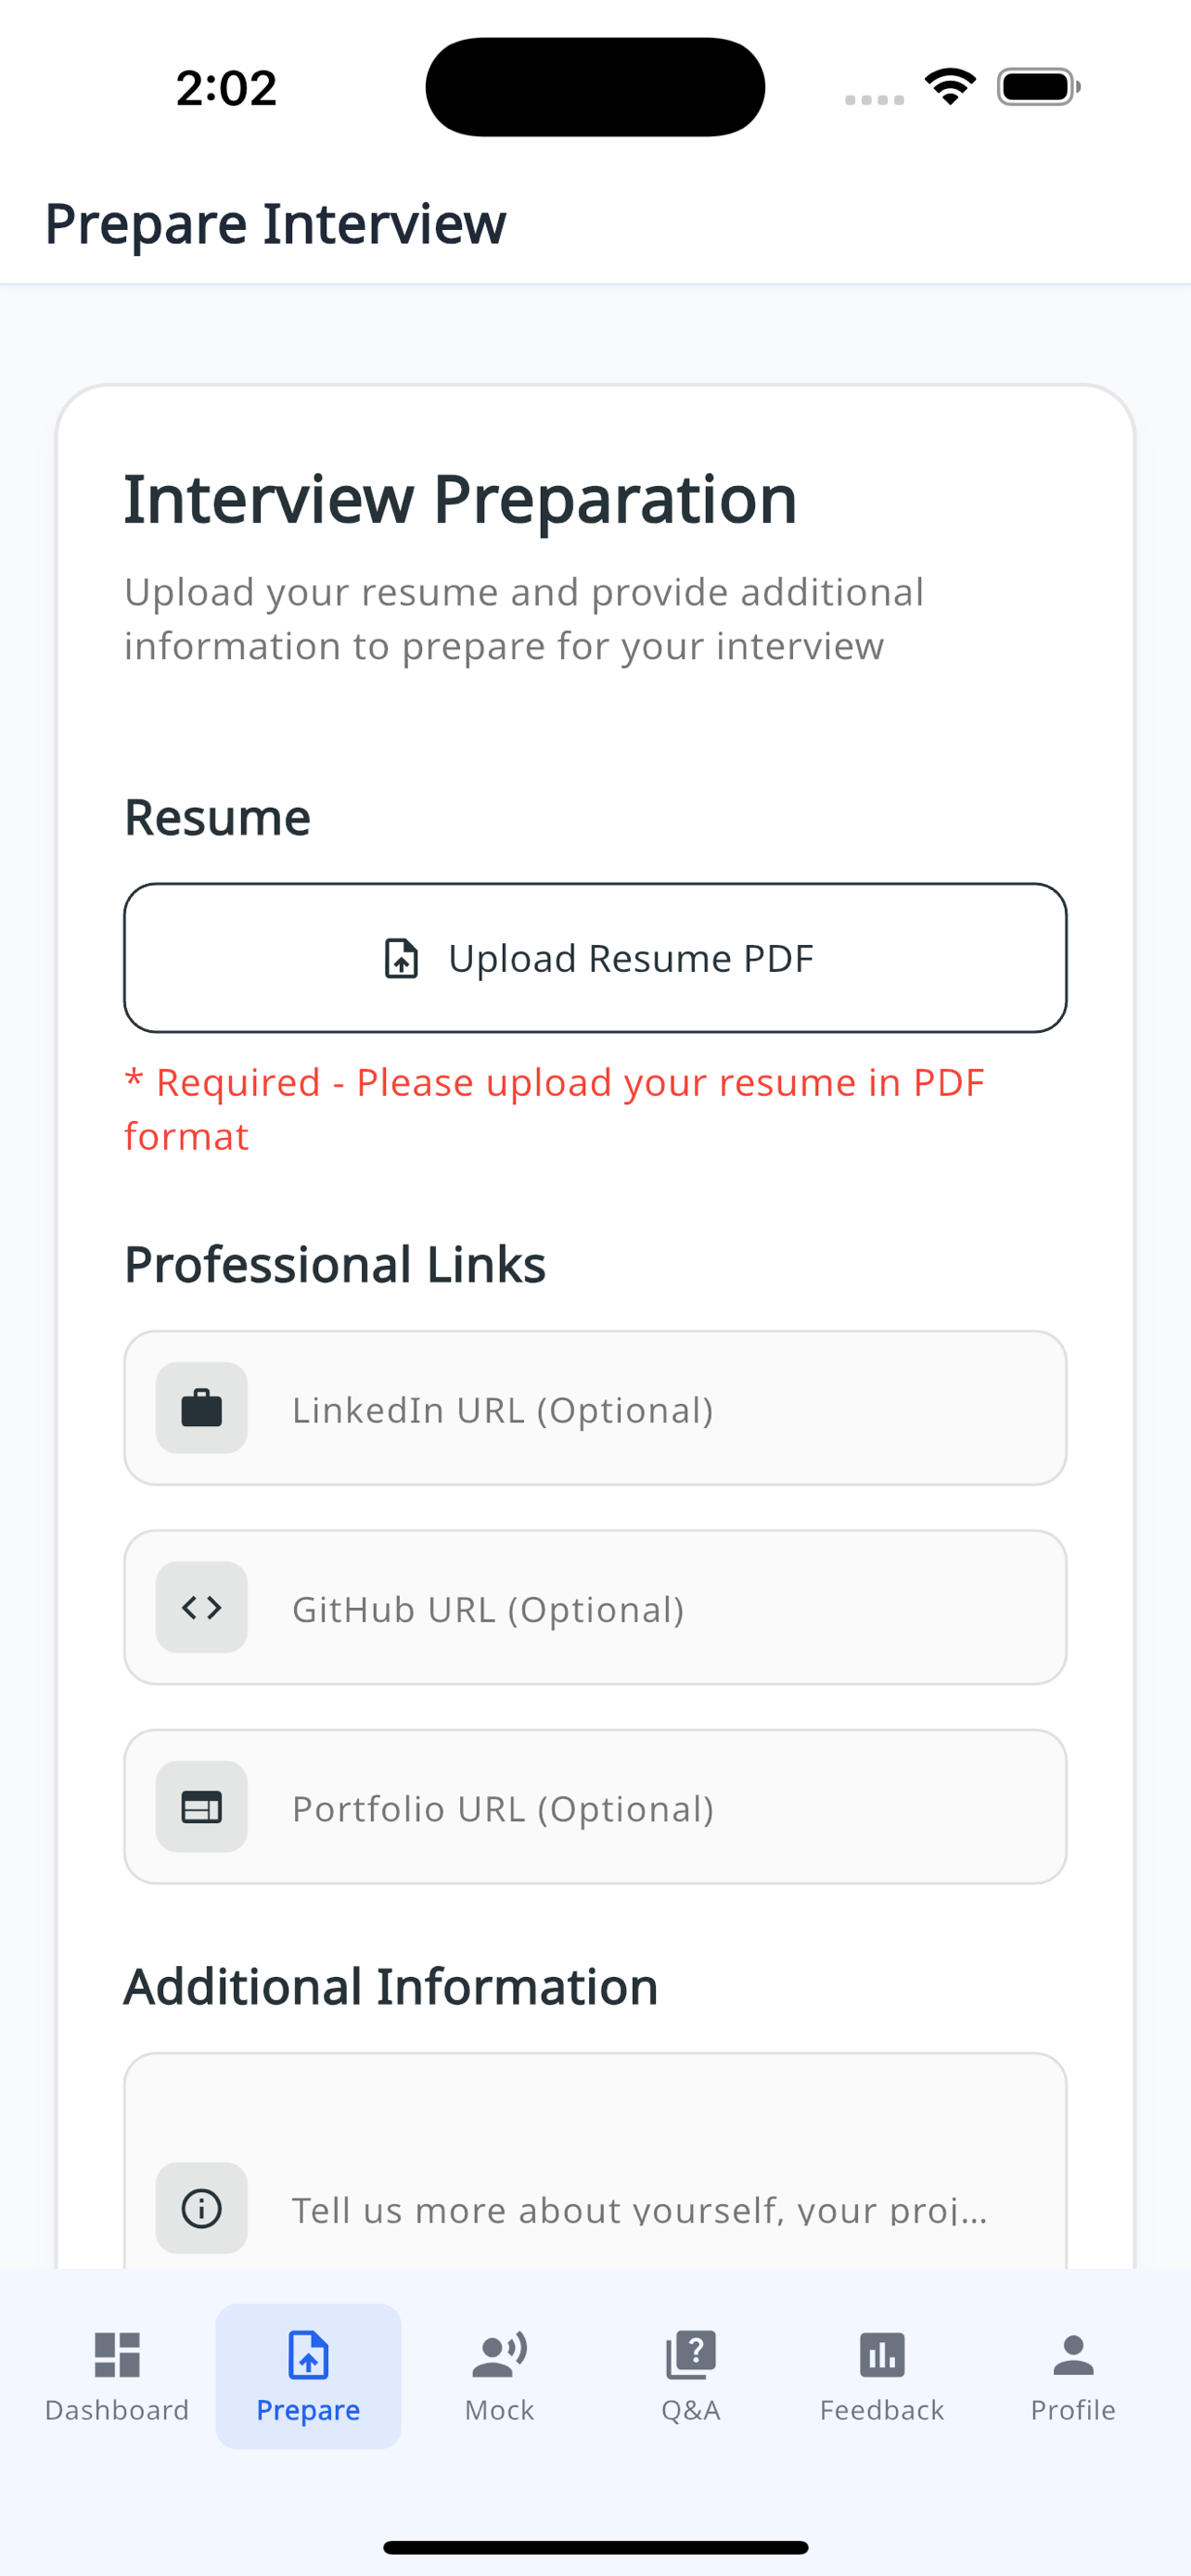 2:02
Prepare Interview
Interview Preparation
Upload your resume and provide additional
information to prepare for your interview
Resume
Upload Resume PDF
* Required - Please upload your resume in PDF
format
Professional Links
LinkedIn URL (Optional)
GitHub URL (Optional)
Portfolio URL (Optional)
Additional Information
Tell us more about yourself, your proj...
Dashboard
Prepare
Mock
Q&A
Feedback
Profile